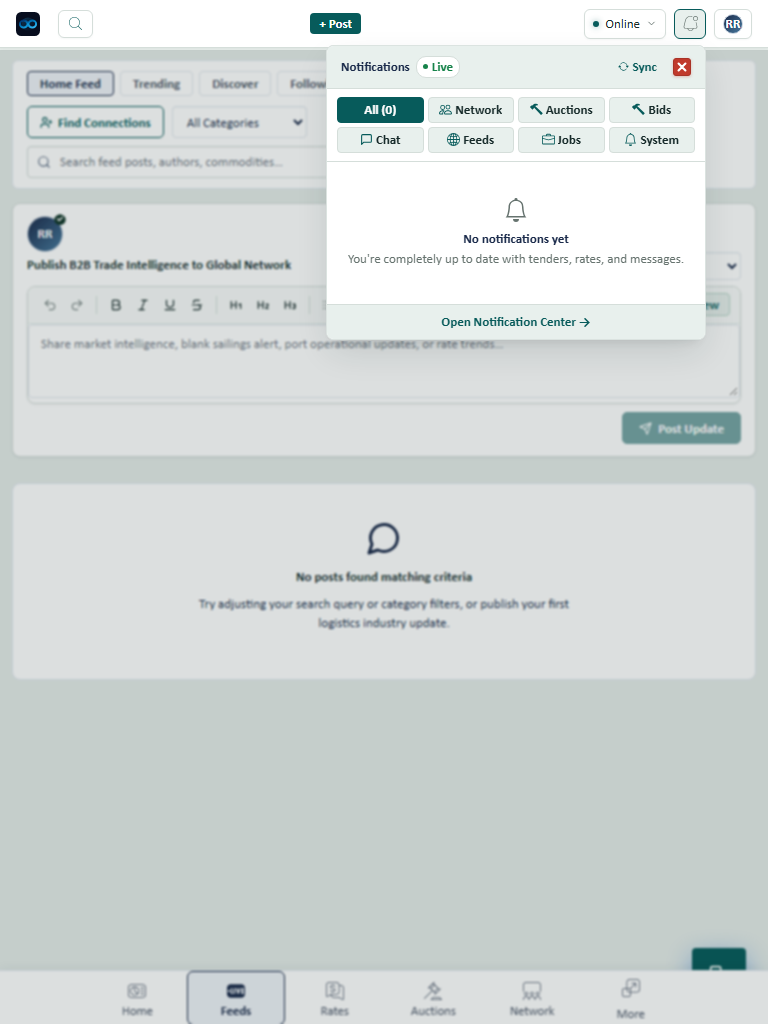 + Post
Online
RR
Notifications
Live
Sync
All (0)
Network
Auctions
Bids
Chat
Feeds
Jobs
System
No notifications yet
You're completely up to date with tenders, rates, and messages.
Open Notification Center →
Home Feed
Trending
Discover
Follow
Find Connections
All Categories
Search feed posts, authors, commodities...
RR
Publish B2B Trade Intelligence to Global Network
B I U S H1 H2 H3
Share market intelligence, blank sailings alert, port operational updates, or rate trends...
Post Update
No posts found matching criteria
Try adjusting your search query or category filters, or publish your first
logistics industry update.
Home
Feeds
Rates
Auctions
Network
More